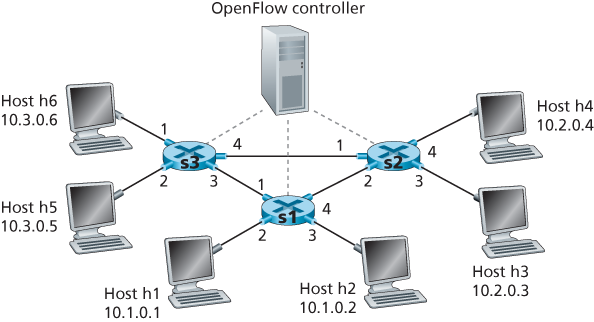 OpenFlow controller
Host h6
10.3.0.6
1
s3
4
2
3
Host h5
10.3.0.5
1
s2
4
2
3
Host h4
10.2.0.4
Host h3
10.2.0.3
1
s1
4
2
3
Host h1
10.1.0.1
Host h2
10.1.0.2